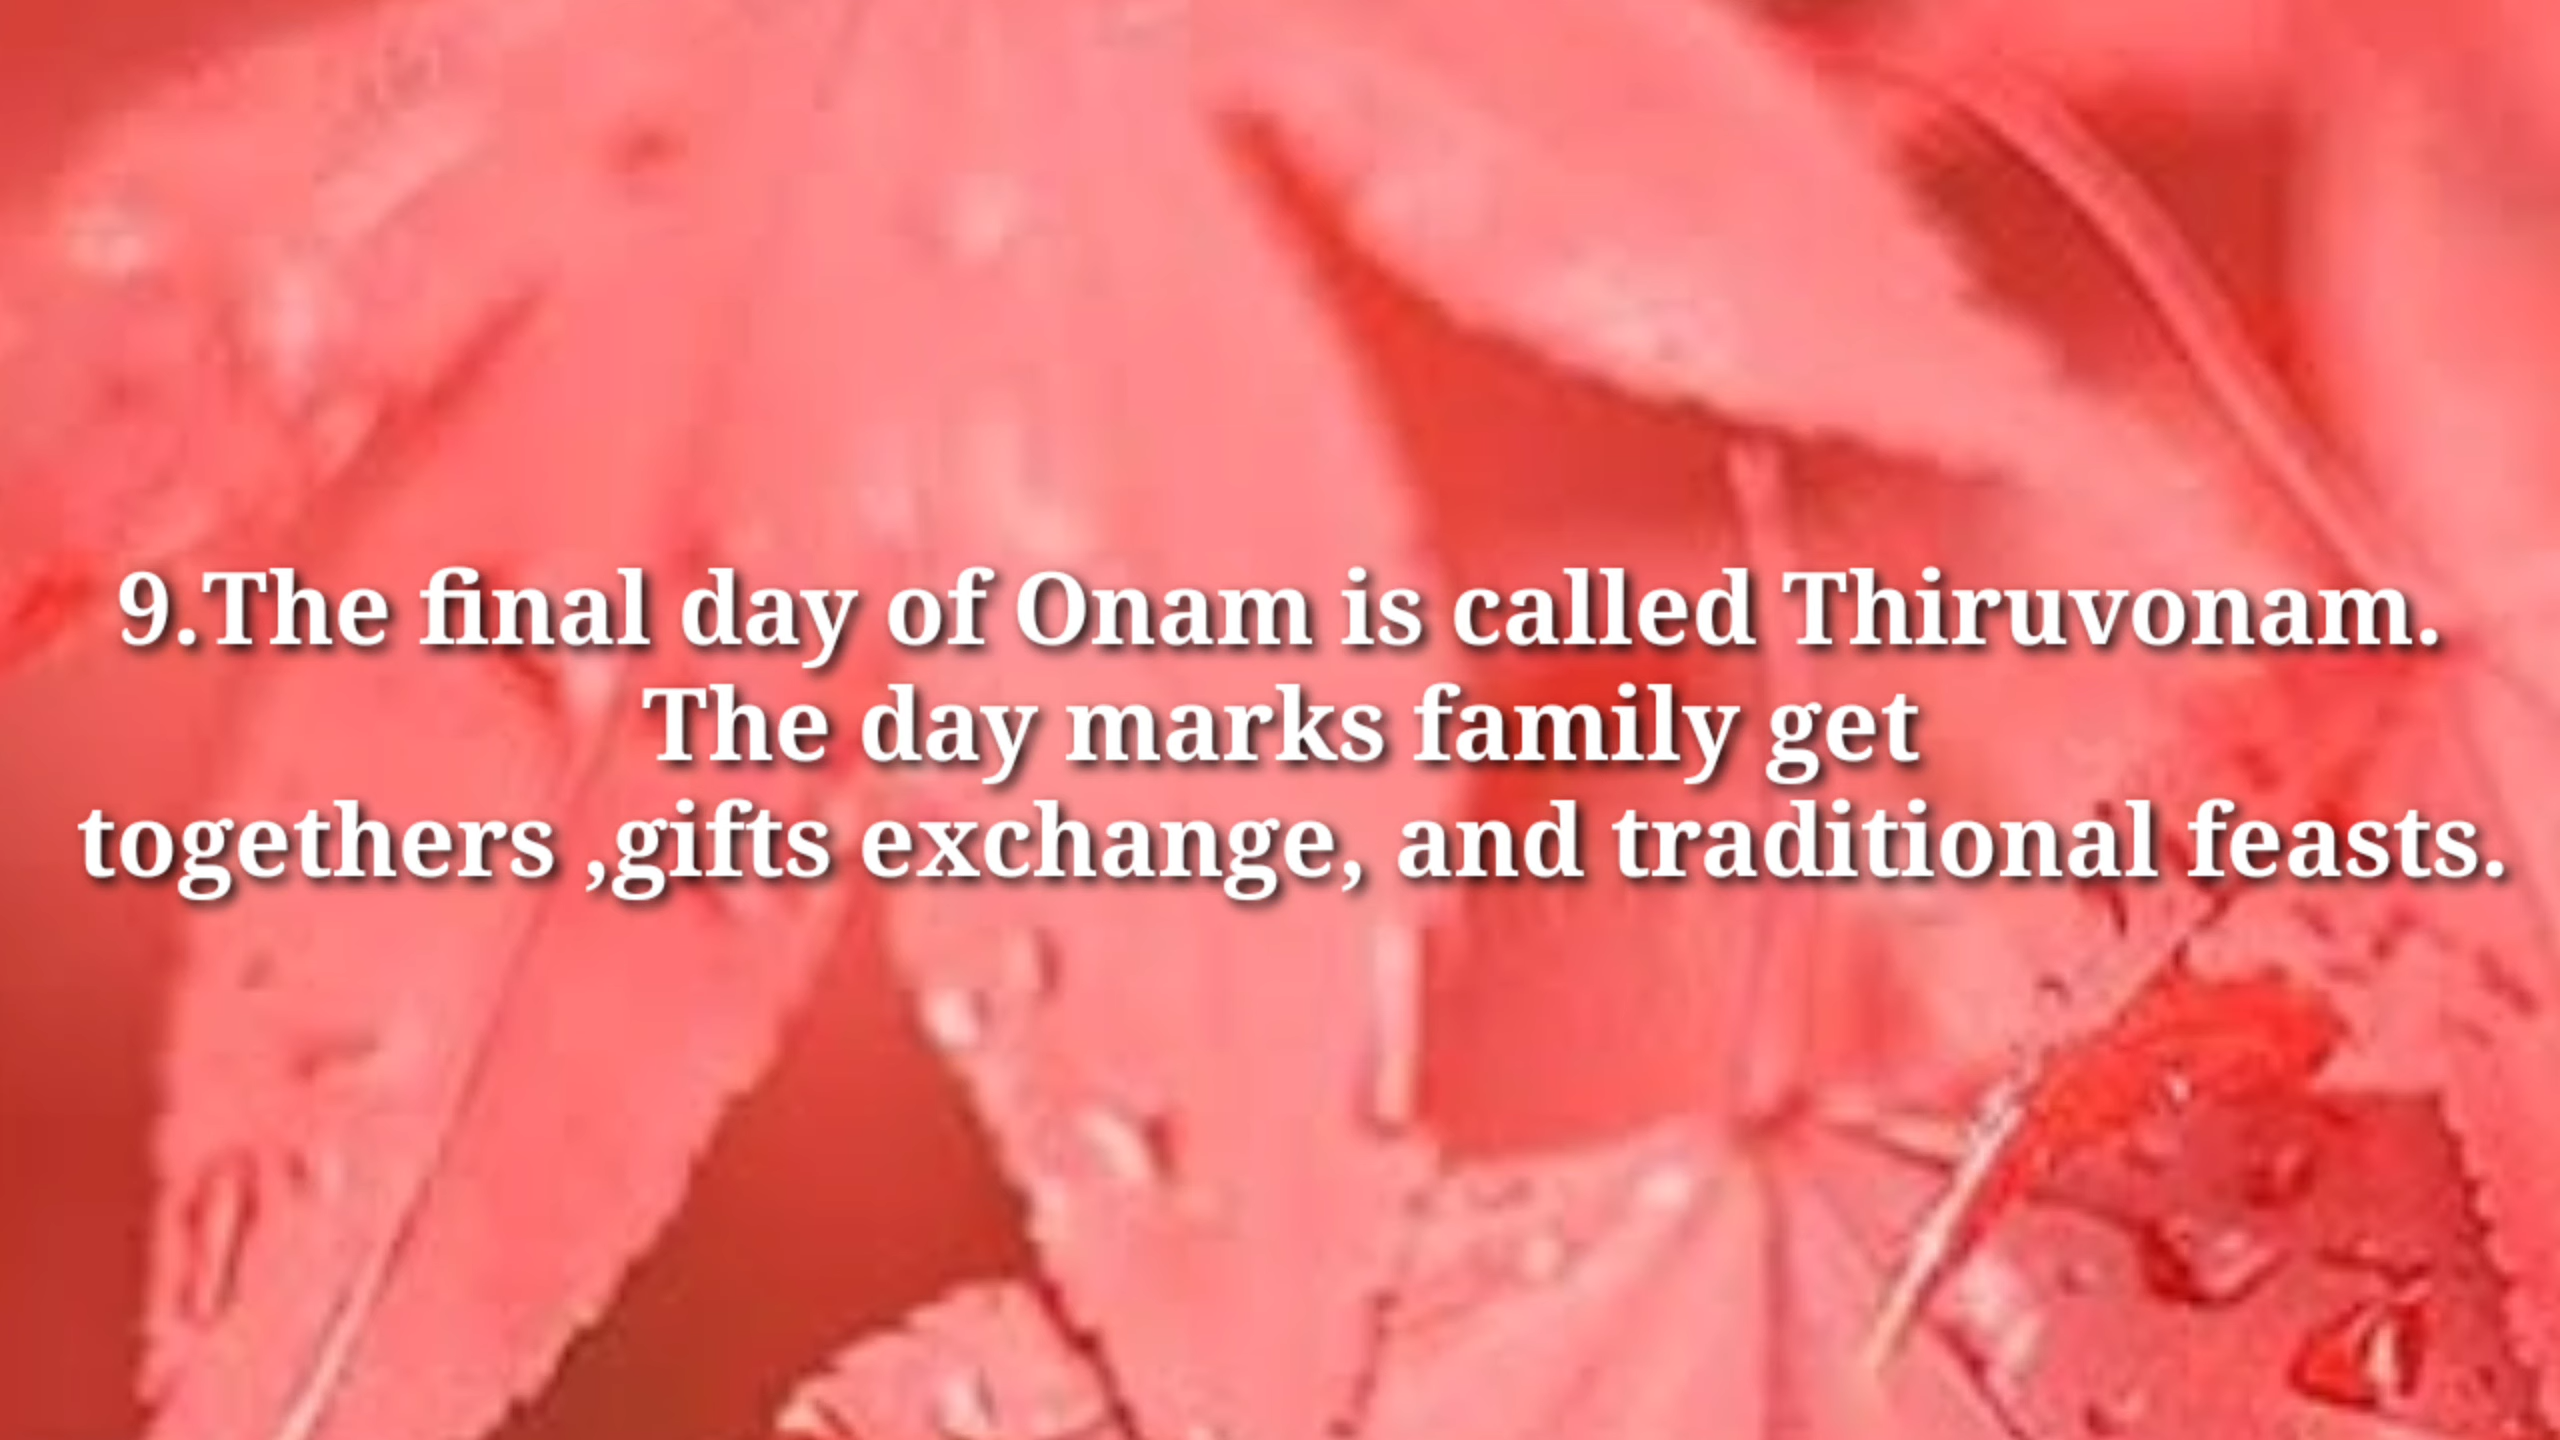 9.The final day of Onam is called Thiruvonam.
The day marks family get
togethers ,gifts exchange, and traditional feasts.